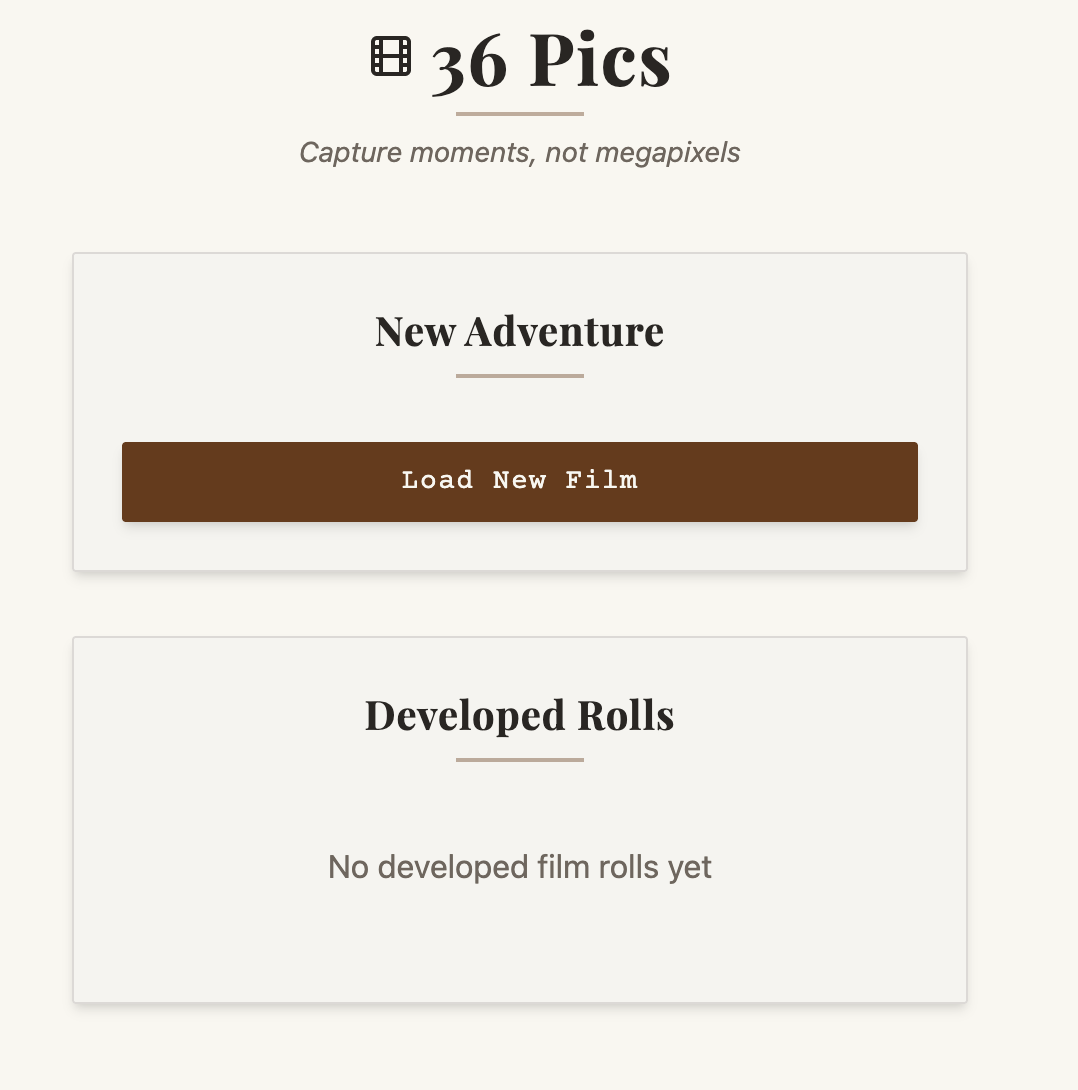 36 Pics
Capture moments, not megapixels
New Adventure
Load New Film
Developed Rolls
No developed film rolls yet